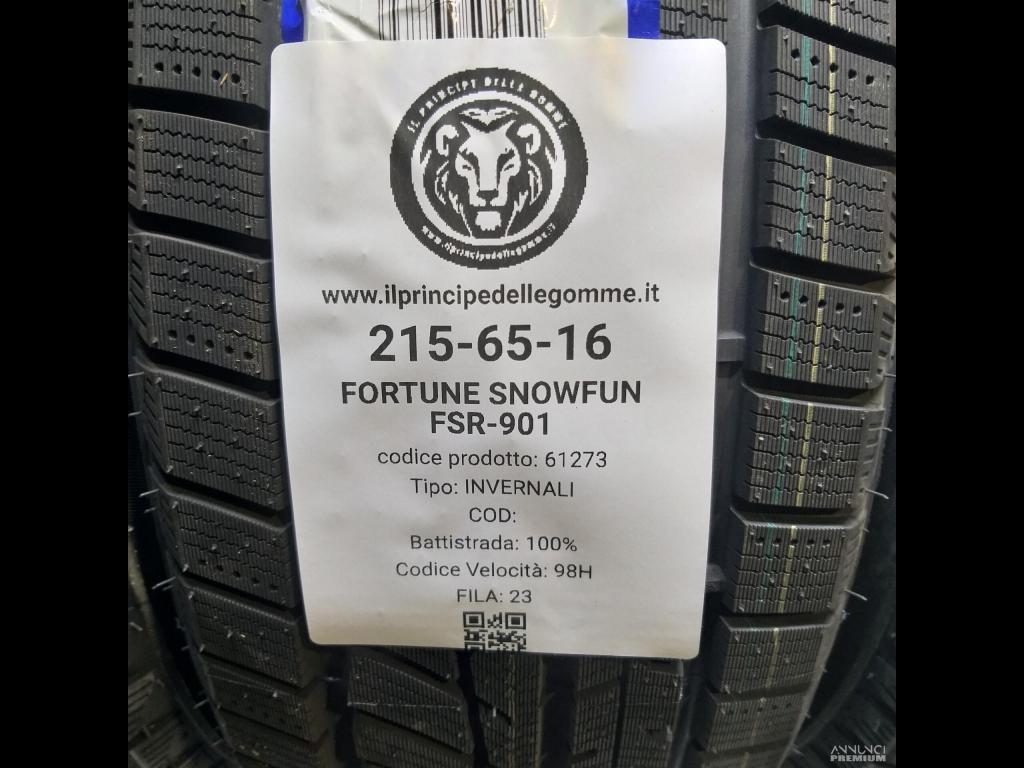 IL PRINCIPE DELLE GOMME
www.ilprincipedellegomme.it
www.ilprincipedellegomme.it
215-65-16
FORTUNE SNOWFUN
FSR-901
codice prodotto: 61273
Tipo: INVERNALI
COD:
Battistrada: 100%
Codice Velocità: 98H
FILA: 23
ANNUNCI
PREMIUM